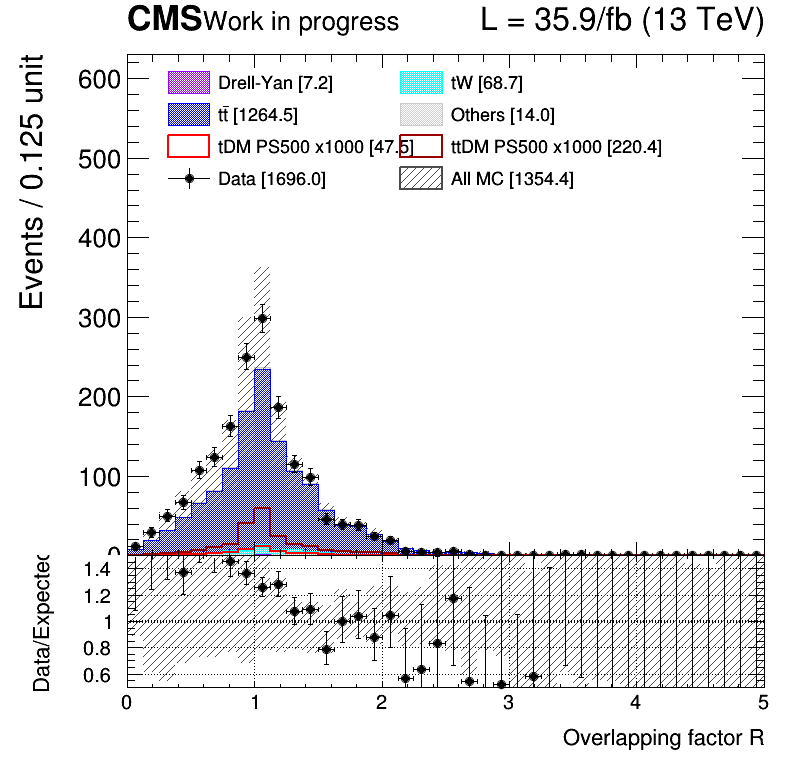 CMS Work in progress L = 35.9/fb (13 TeV)
Events / 0.125 unit
600
500
400
300
200
100
0
Drell-Yan [7.2]
tW [68.7]
tt̄ [1264.5]
Others [14.0]
tDM PS500 x1000 [47.5]
ttDM PS500 x1000 [220.4]
Data [1696.0]
All MC [1354.4]
Data/Expected
1.4
1.2
1
0.8
0.6
0 1 2 3 4 5
Overlapping factor R